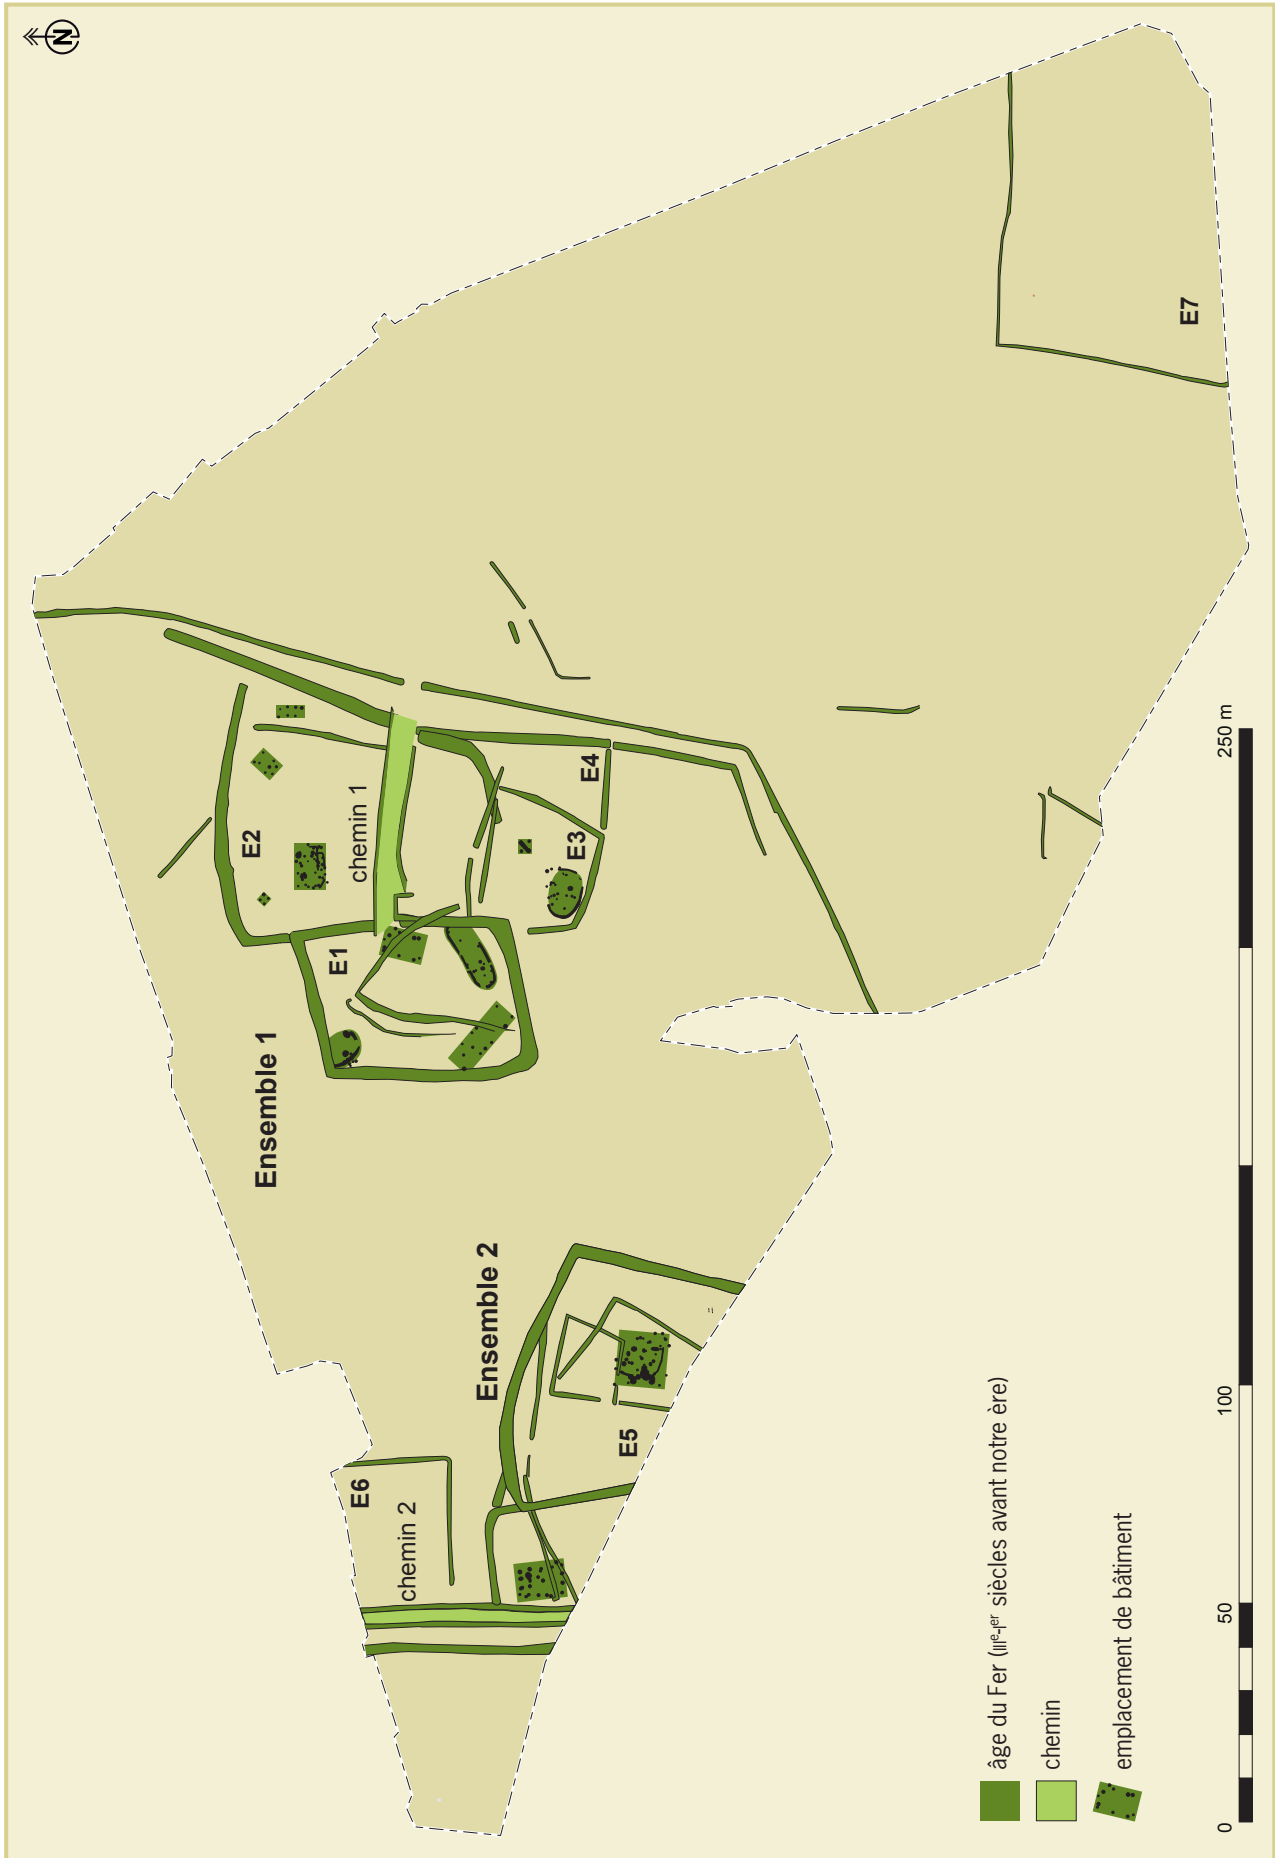 N
E6
chemin 2
Ensemble 2
E5
Ensemble 1
E1
E2
chemin 1
E3
E4
E7
âge du Fer (IIIᵉ-Iᵉʳ siècles avant notre ère)
chemin
emplacement de bâtiment
0 50 100 250 m